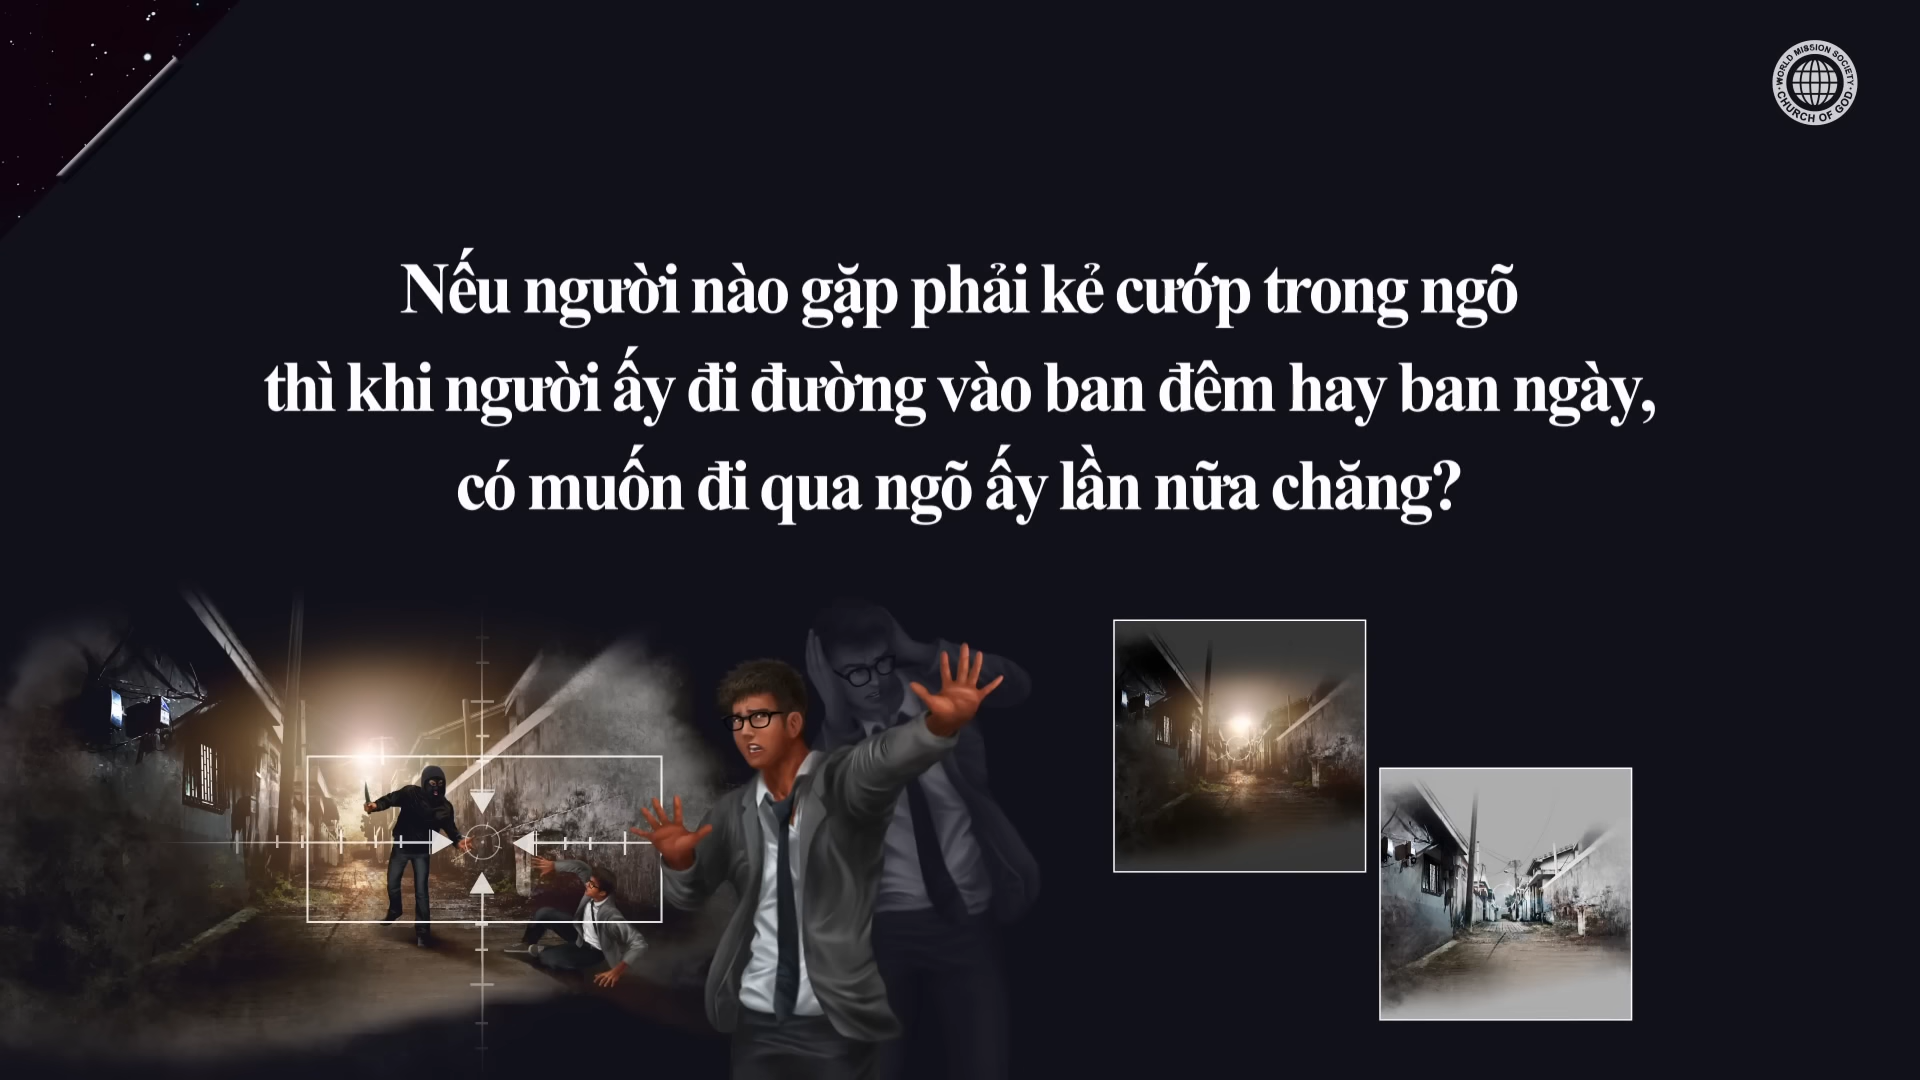 WORLD MISSION SOCIETY
CHURCH OF GOD
Nếu người nào gặp phải kẻ cướp trong ngõ
thì khi người ấy đi đường vào ban đêm hay ban ngày,
có muốn đi qua ngõ ấy lần nữa chăng?